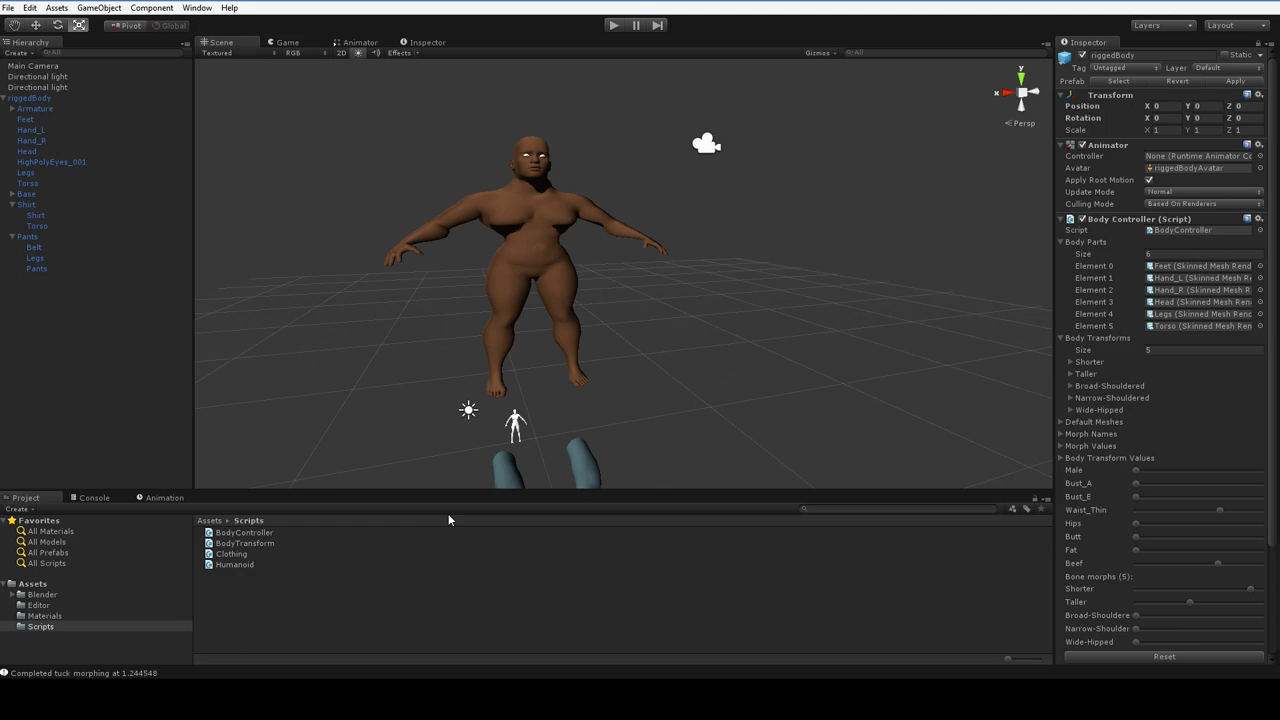 File Edit Assets GameObject Component Window Help
Pivot Global
Layers Layout
Hierarchy
Create All
Main Camera
Directional light
Directional light
riggedBody
Armature
Feet
Hand_L
Hand_R
Head
HighPolyEyes_001
Legs
Torso
Base
Shirt
Shirt
Torso
Pants
Belt
Legs
Pants
Scene Game Animator Inspector
Textured RGB 2D Effects Gizmos All
y
x
Persp
Inspector
riggedBody Static
Tag Untagged Layer Default
Prefab Select Revert Apply
Transform
Position X 0 Y 0 Z 0
Rotation X 0 Y 0 Z 0
Scale X 1 Y 1 Z 1
Animator
Controller None (Runtime Animator Co
Avatar riggedBodyAvatar
Apply Root Motion
Update Mode Normal
Culling Mode Based On Renderers
Body Controller (Script)
Script BodyController
Body Parts
Size 6
Element 0 Feet (Skinned Mesh Rend
Element 1 Hand_L (Skinned Mesh R
Element 2 Hand_R (Skinned Mesh R
Element 3 Head (Skinned Mesh Rend
Element 4 Legs (Skinned Mesh Rend
Element 5 Torso (Skinned Mesh Ren
Body Transforms
Size 5
Shorter
Taller
Broad-Shouldered
Narrow-Shouldered
Wide-Hipped
Default Meshes
Morph Names
Morph Values
Body Transform Values
Male
Bust_A
Bust_E
Waist_Thin
Hips
Butt
Fat
Beef
Bone morphs (5):
Shorter
Taller
Broad-Shouldere
Narrow-Shoulder
Wide-Hipped
Reset
Project Console Animation
Create
Favorites
All Materials
All Models
All Prefabs
All Scripts
Assets
Blender
Editor
Materials
Scripts
Assets Scripts
BodyController
BodyTransform
Clothing
Humanoid
Completed tuck morphing at 1.244548